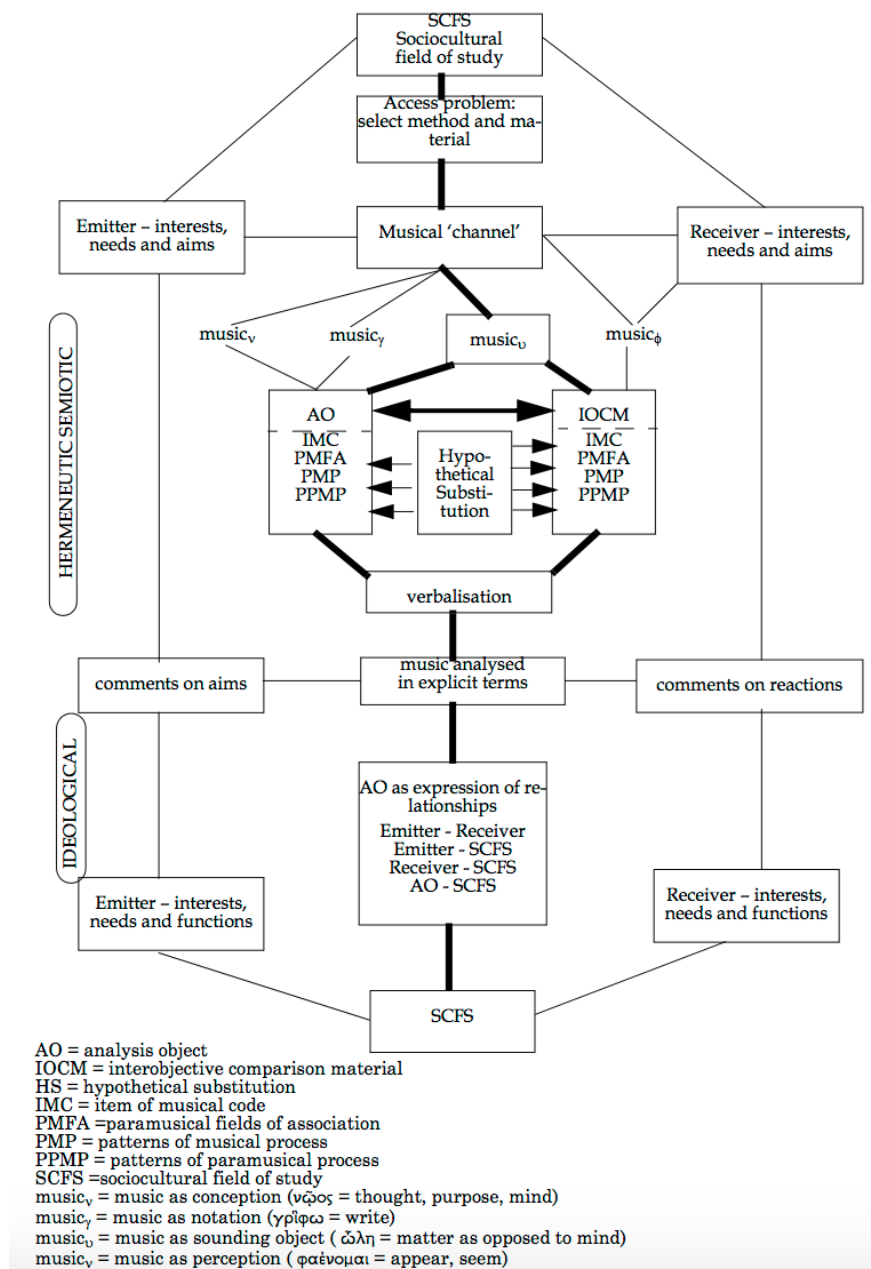 SCFS
Sociocultural
field of study
Access problem:
select method and ma-
terial
Emitter – interests,
needs and aims
Musical ‘channel’
Receiver – interests,
needs and aims
HERMENEUTIC SEMIOTIC
musicᵥ
musicᵧ
musicᵤ
musicᵩ
AO
IMC
PMFA
PMP
PPMP
Hypo-
thetical
Substi-
tution
IOCM
IMC
PMFA
PMP
PPMP
verbalisation
comments on aims
music analysed
in explicit terms
comments on reactions
IDEOLOGICAL
AO as expression of re-
lationships
Emitter - Receiver
Emitter - SCFS
Receiver - SCFS
AO - SCFS
Emitter – interests,
needs and functions
Receiver – interests,
needs and functions
SCFS
AO = analysis object
IOCM = interobjective comparison material
HS = hypothetical substitution
IMC = item of musical code
PMFA =paramusical fields of association
PMP = patterns of musical process
PPMP = patterns of paramusical process
SCFS =sociocultural field of study
musicν = music as conception (νῷος = thought, purpose, mind)
musicγ = music as notation (γρῐφω = write)
musicυ = music as sounding object ( ὧλη = matter as opposed to mind)
musicν = music as perception ( φαένομαι = appear, seem)